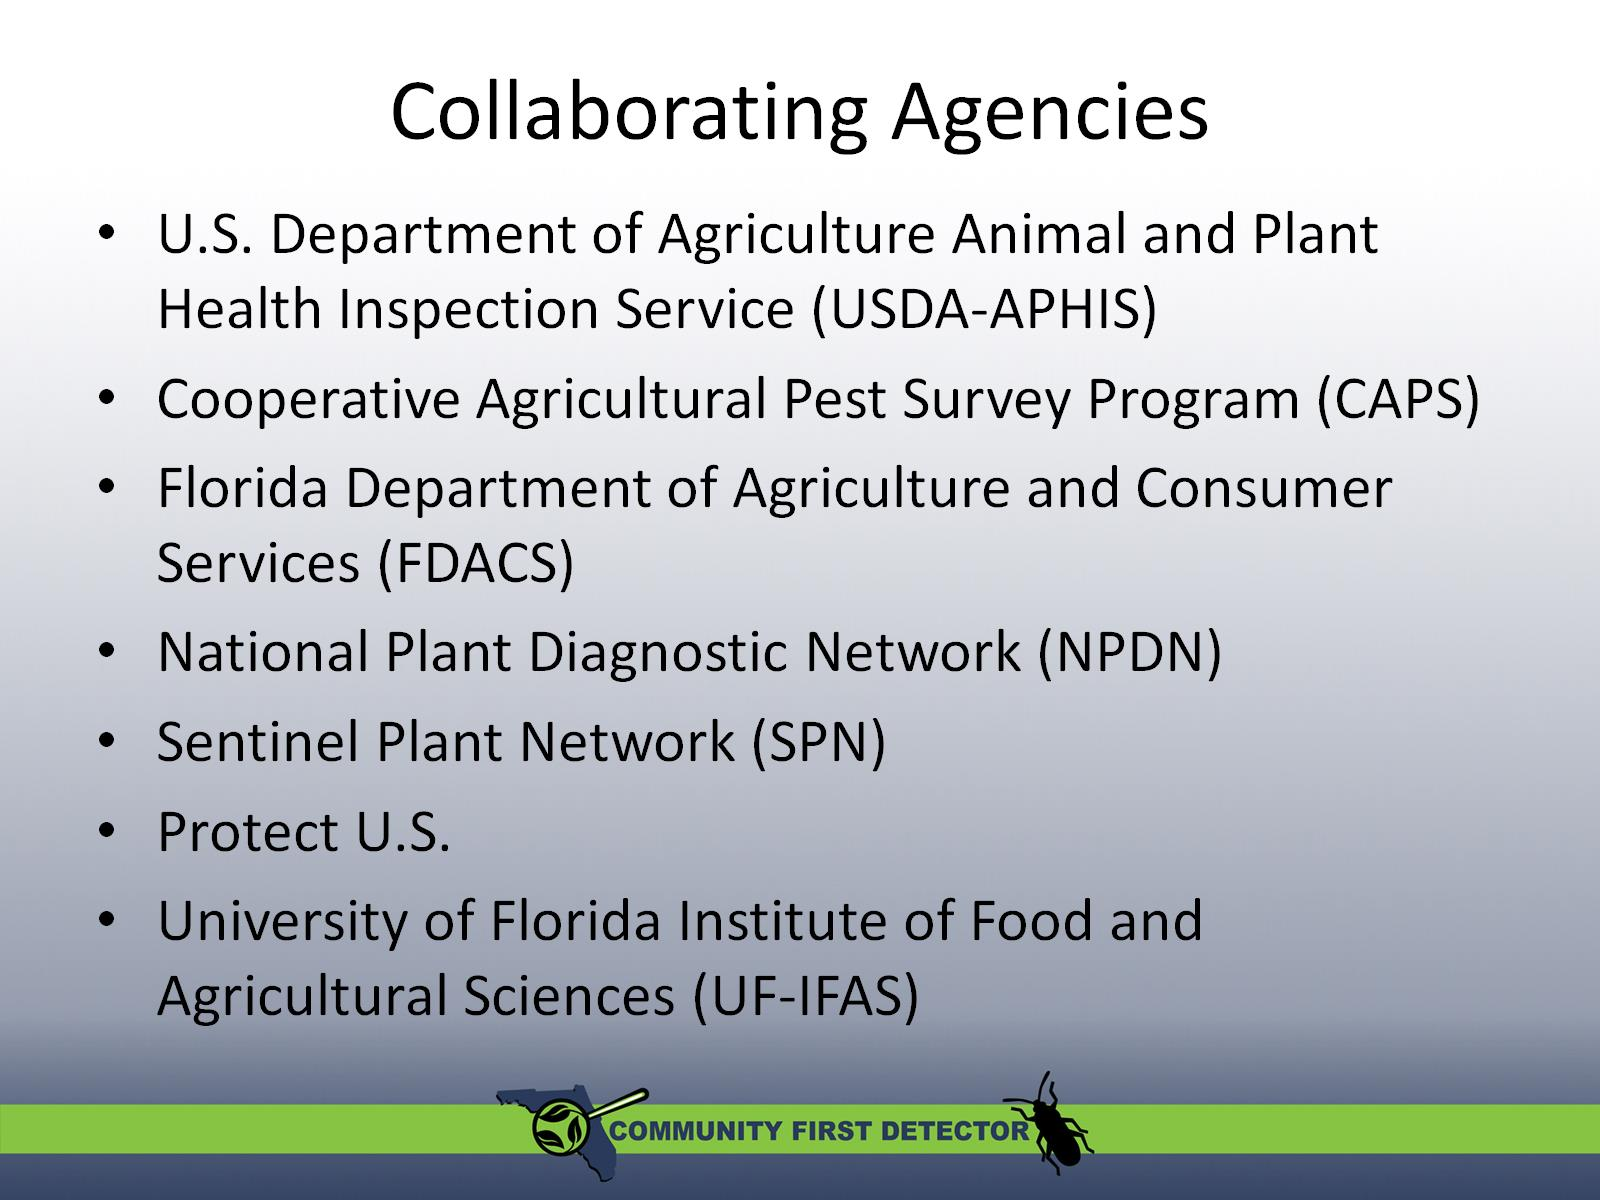 Collaborating Agencies
• U.S. Department of Agriculture Animal and Plant
Health Inspection Service (USDA-APHIS)
• Cooperative Agricultural Pest Survey Program (CAPS)
• Florida Department of Agriculture and Consumer
Services (FDACS)
• National Plant Diagnostic Network (NPDN)
• Sentinel Plant Network (SPN)
• Protect U.S.
• University of Florida Institute of Food and
Agricultural Sciences (UF-IFAS)
COMMUNITY FIRST DETECTOR